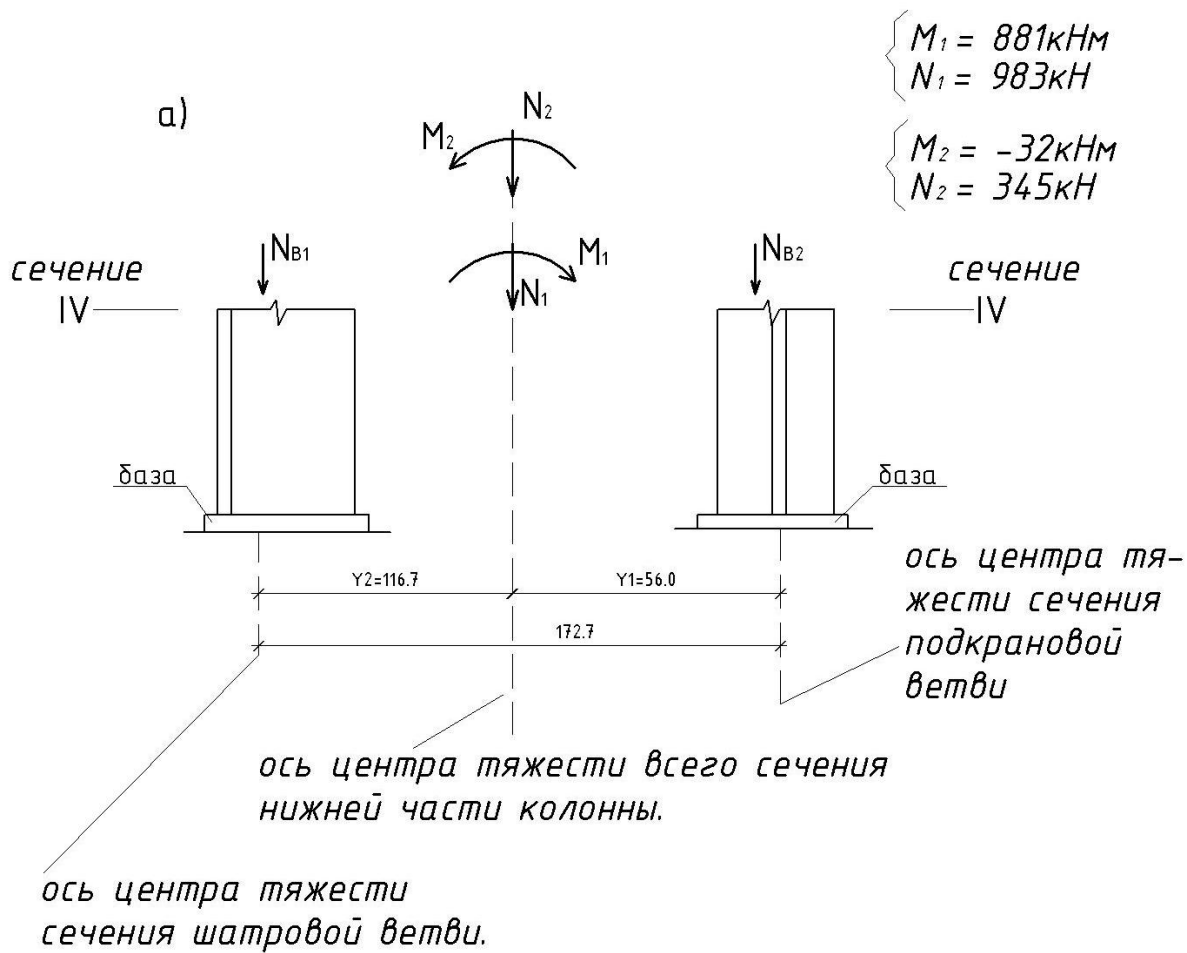 M₁ = 881кНм
N₁ = 983кН
а)
N₂
M₂
M₂ = -32кНм
N₂ = 345кН
сечение
IV
NВ1
M₁
N₁
NВ2
сечение
IV
база
база
Y2=116.7
Y1=56.0
172.7
ось центра тя-
жести сечения
подкрановой
ветви
ось центра тяжести всего сечения
нижней части колонны.
ось центра тяжести
сечения шатровой ветви.